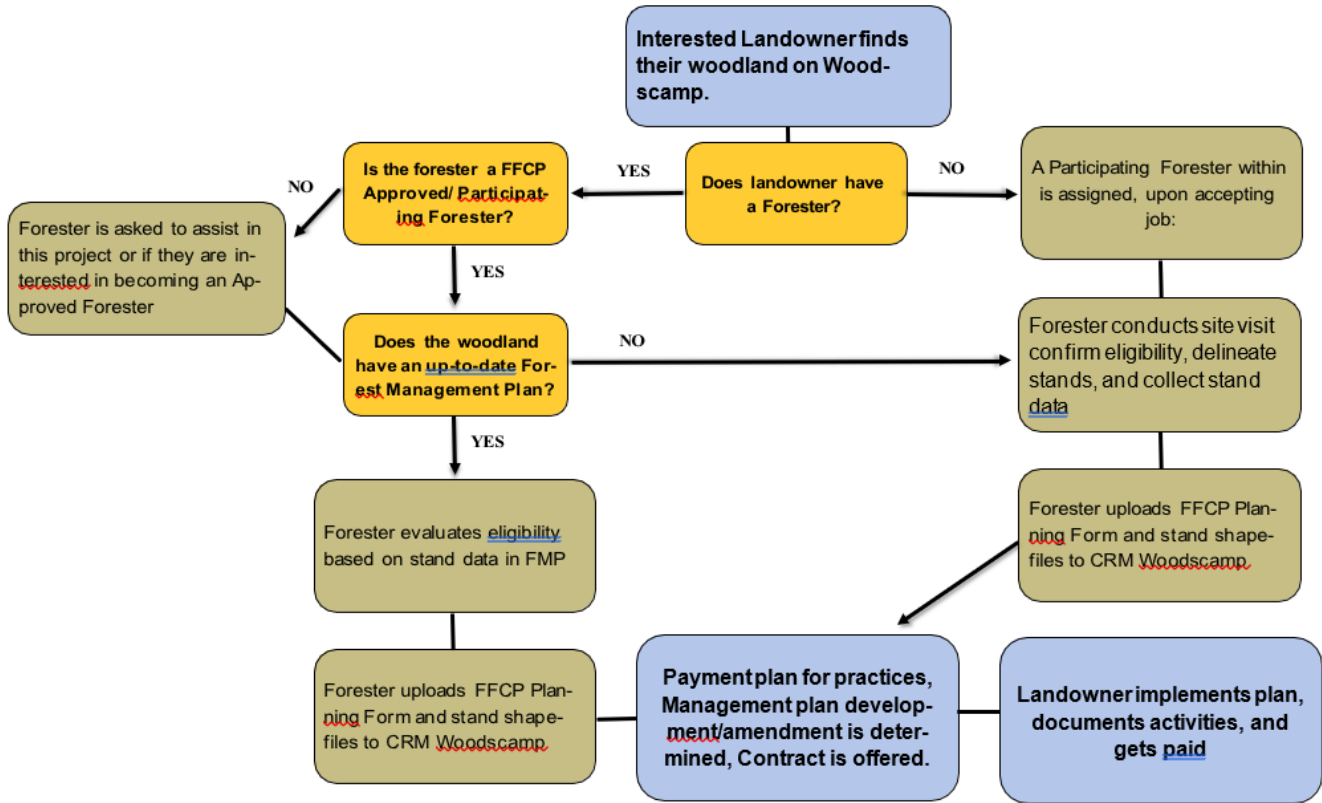 Interested Landowner finds
their woodland on Wood-
scamp.
Is the forester a FFCP
Approved/ Participat-
ing Forester?
YES
Does landowner have
a Forester?
NO
A Participating Forester within
is assigned, upon accepting
job:
NO
Forester is asked to assist in
this project or if they are in-
terested in becoming an Ap-
proved Forester
YES
Does the woodland
have an up-to-date For-
est Management Plan?
NO
Forester conducts site visit
confirm eligibility, delineate
stands, and collect stand
data
YES
Forester evaluates eligibility
based on stand data in FMP
Forester uploads FFCP Plan-
ning Form and stand shape-
files to CRM Woodscamp
Forester uploads FFCP Plan-
ning Form and stand shape-
files to CRM Woodscamp
Payment plan for practices,
Management plan develop-
ment/amendment is deter-
mined, Contract is offered.
Landowner implements plan,
documents activities, and
gets paid